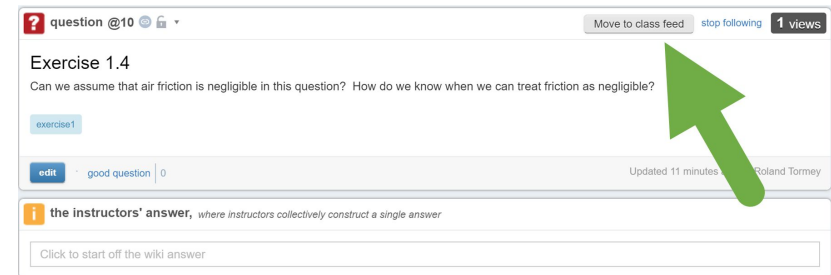 ? question @10
Move to class feed stop following 1 views
Exercise 1.4
Can we assume that air friction is negligible in this question? How do we know when we can treat friction as negligible?
exercise1
edit · good question 0
Updated 11 minutes Roland Tormey
i the instructors' answer, where instructors collectively construct a single answer
Click to start off the wiki answer